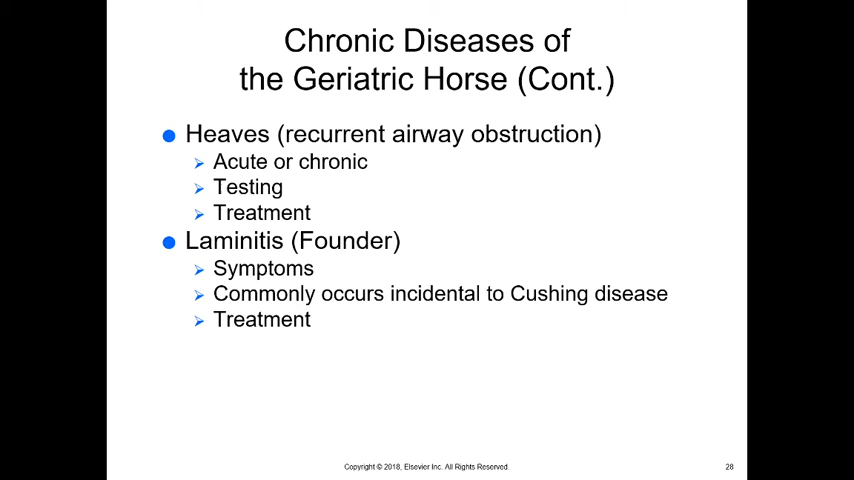 Chronic Diseases of
the Geriatric Horse (Cont.)
Heaves (recurrent airway obstruction)
Acute or chronic
Testing
Treatment
Laminitis (Founder)
Symptoms
Commonly occurs incidental to Cushing disease
Treatment
Copyright © 2018, Elsevier Inc. All Rights Reserved.
28